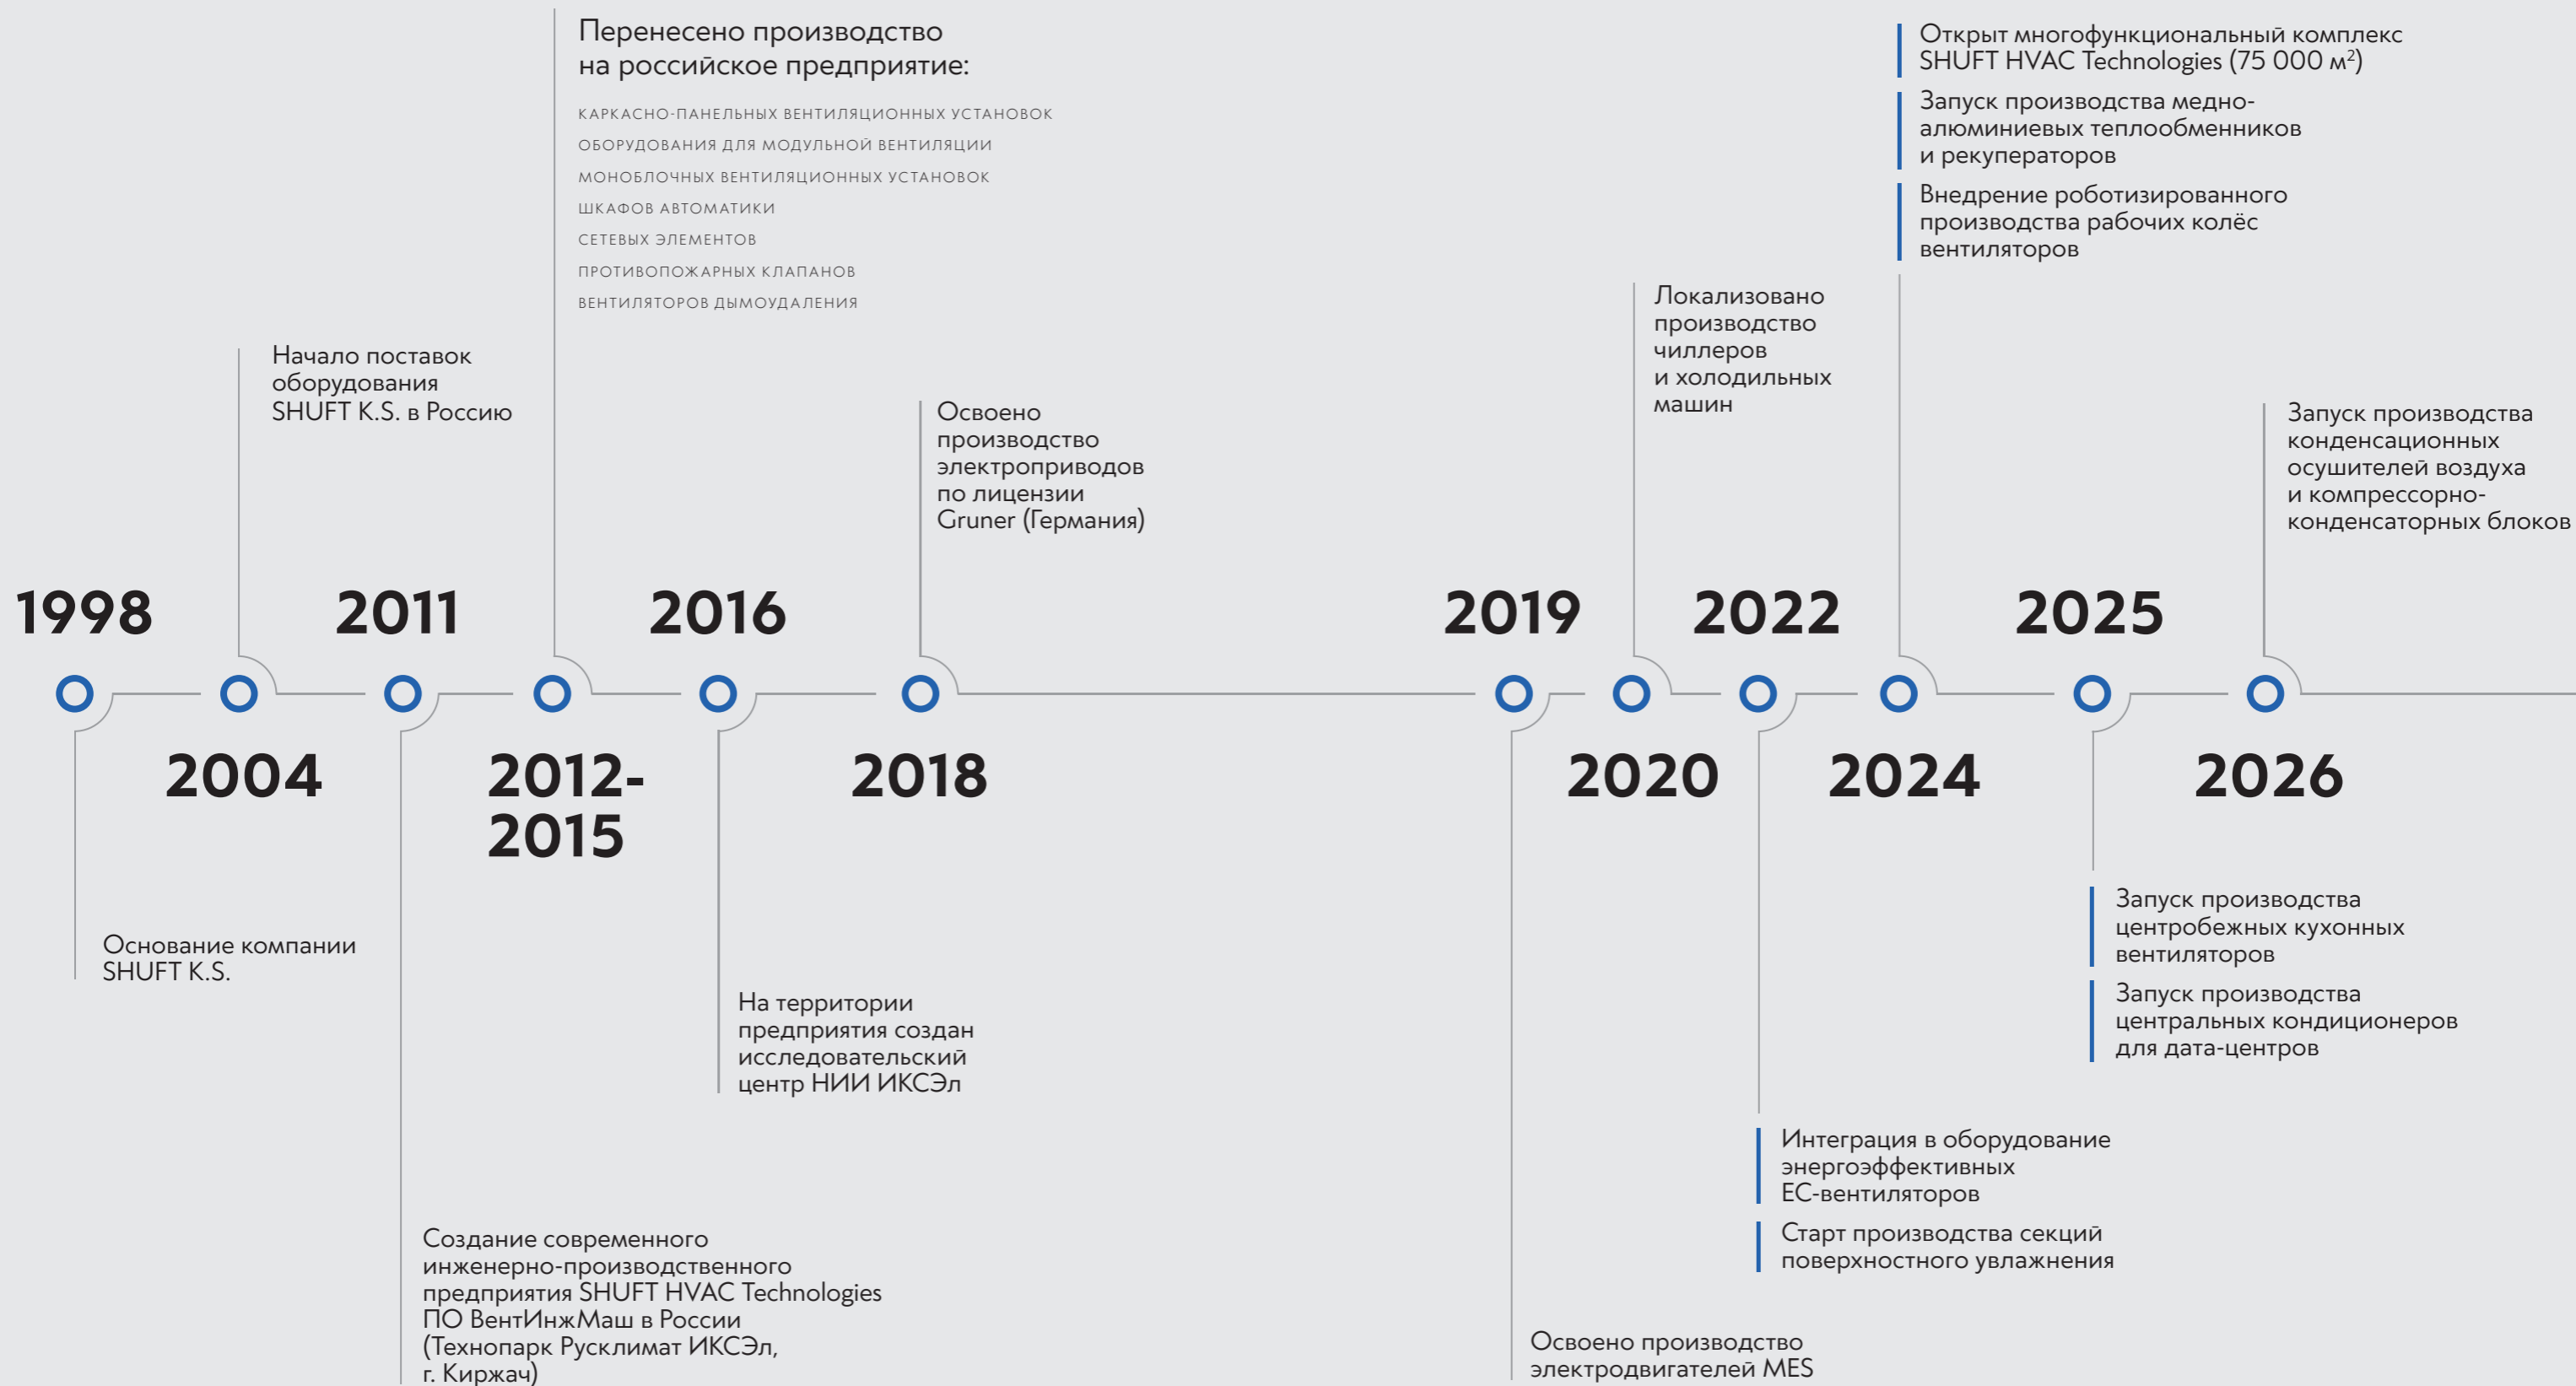 1998
Основание компании
SHUFT K.S.
2004
Начало поставок
оборудования
SHUFT K.S. в Россию
2011
Создание современного
инженерно-производственного
предприятия SHUFT HVAC Technologies
ПО ВентИнжМаш в России
(Технопарк Русклимат ИКСЭл,
г. Киржач)
2012-
2015
Перенесено производство
на российское предприятие:
КАРКАСНО-ПАНЕЛЬНЫХ ВЕНТИЛЯЦИОННЫХ УСТАНОВОК
ОБОРУДОВАНИЯ ДЛЯ МОДУЛЬНОЙ ВЕНТИЛЯЦИИ
МОНОБЛОЧНЫХ ВЕНТИЛЯЦИОННЫХ УСТАНОВОК
ШКАФОВ АВТОМАТИКИ
СЕТЕВЫХ ЭЛЕМЕНТОВ
ПРОТИВОПОЖАРНЫХ КЛАПАНОВ
ВЕНТИЛЯТОРОВ ДЫМОУДАЛЕНИЯ
2016
На территории
предприятия создан
исследовательский
центр НИИ ИКСЭл
2018
Освоено
производство
электроприводов
по лицензии
Gruner (Германия)
2019
Освоено производство
электродвигателей MES
2020
Локализовано
производство
чиллеров
и холодильных
машин
2022
Интеграция в оборудование
энергоэффективных
ЕС-вентиляторов
Старт производства секций
поверхностного увлажнения
2024
Открыт многофункциональный комплекс
SHUFT HVAC Technologies (75 000 м²)
Запуск производства медно-
алюминиевых теплообменников
и рекуператоров
Внедрение роботизированного
производства рабочих колёс
вентиляторов
2025
Запуск производства
центробежных кухонных
вентиляторов
Запуск производства
центральных кондиционеров
для дата-центров
2026
Запуск производства
конденсационных
осушителей воздуха
и компрессорно-
конденсаторных блоков